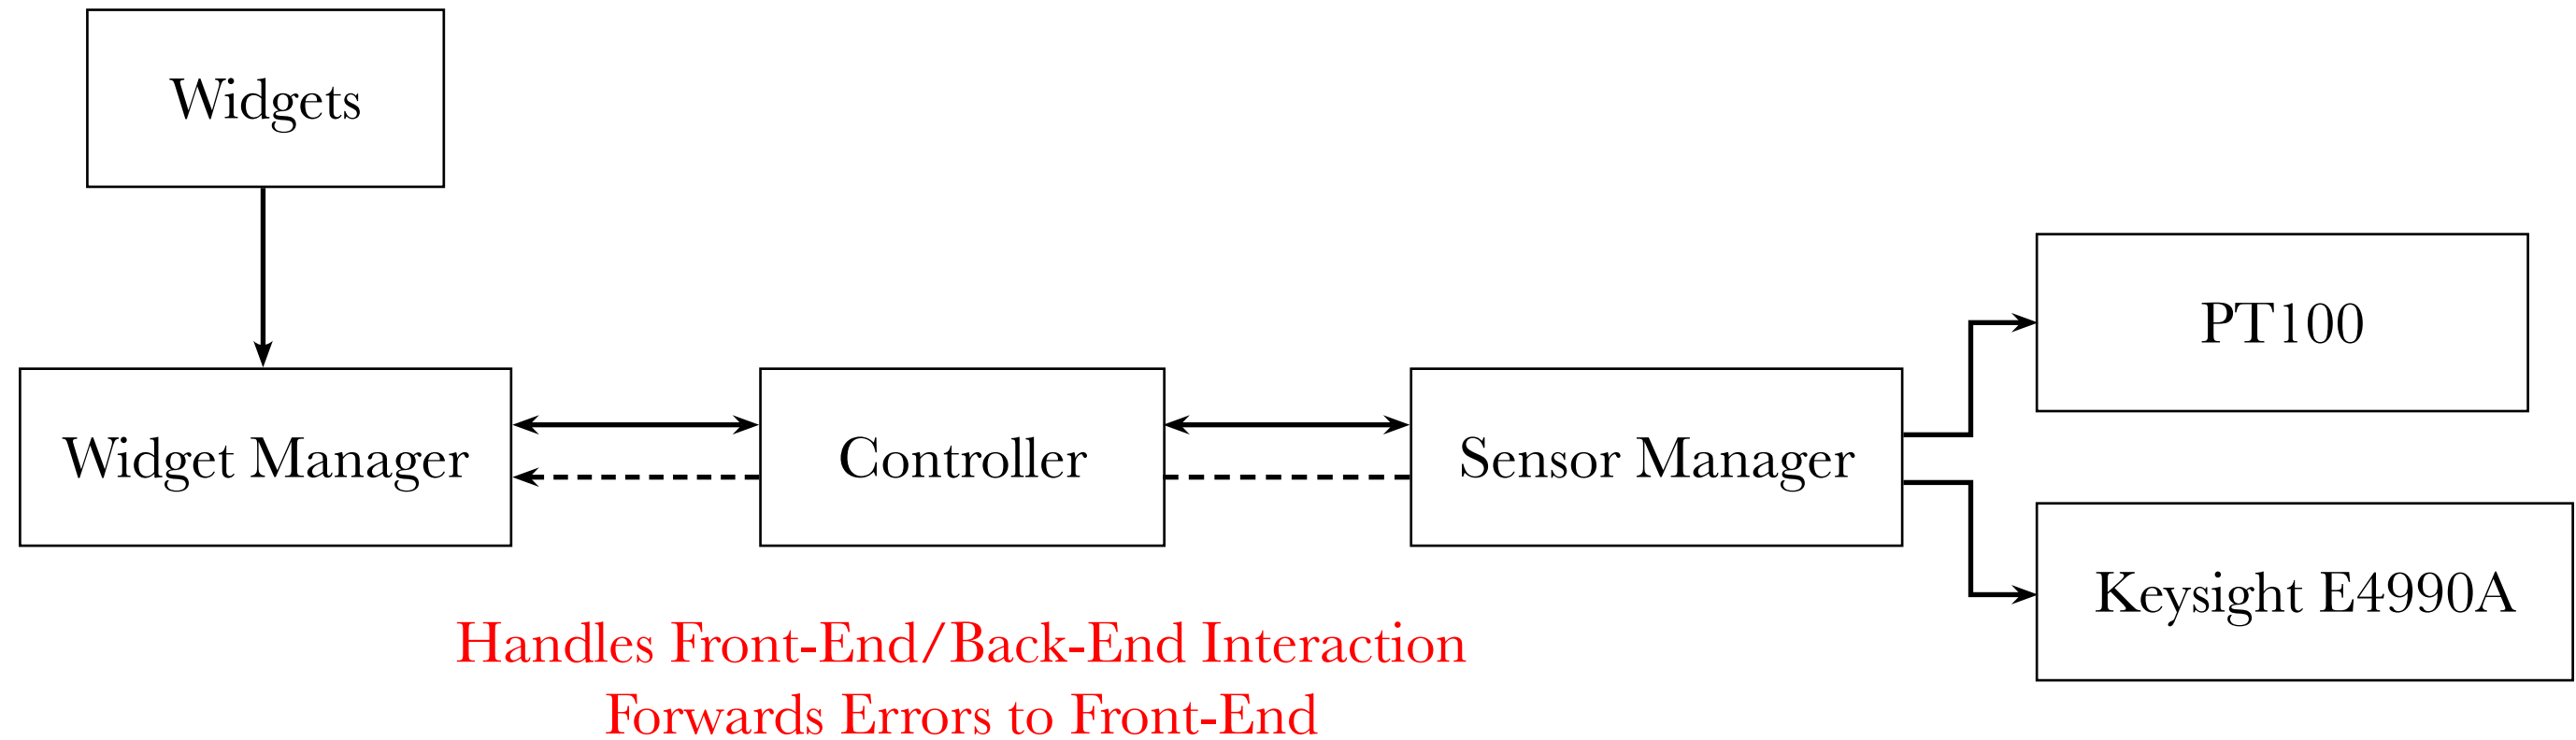 Widgets
Widget Manager
Controller
Sensor Manager
PT100
Keysight E4990A
Handles Front-End/Back-End Interaction
Forwards Errors to Front-End